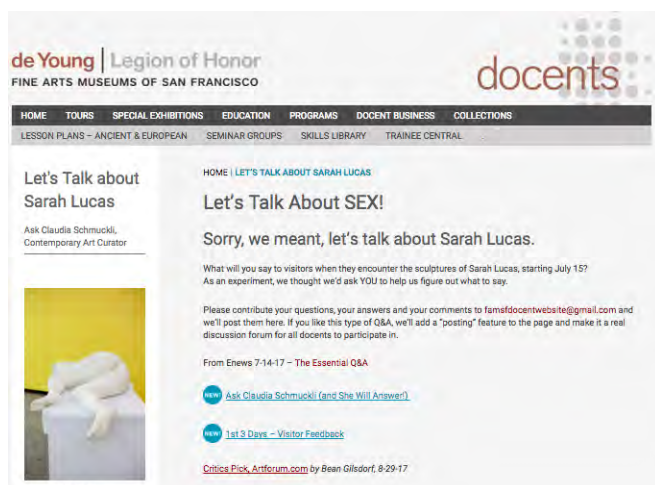 de Young | Legion of Honor
FINE ARTS MUSEUMS OF SAN FRANCISCO
docents
HOME TOURS SPECIAL EXHIBITIONS EDUCATION PROGRAMS DOCENT BUSINESS COLLECTIONS
LESSON PLANS – ANCIENT & EUROPEAN SEMINAR GROUPS SKILLS LIBRARY TRAINEE CENTRAL
Let's Talk about
Sarah Lucas
Ask Claudia Schmuckli,
Contemporary Art Curator
HOME | LET'S TALK ABOUT SARAH LUCAS
Let's Talk About SEX!
Sorry, we meant, let's talk about Sarah Lucas.
What will you say to visitors when they encounter the sculptures of Sarah Lucas, starting July 15?
As an experiment, we thought we'd ask YOU to help us figure out what to say.
Please contribute your questions, your answers and your comments to famsfdocentwebsite@gmail.com and
we'll post them here. If you like this type of Q&A, we'll add a "posting" feature to the page and make it a real
discussion forum for all docents to participate in.
From Enews 7-14-17 – The Essential Q&A
NEW! Ask Claudia Schmuckli (and She Will Answer!)
NEW! 1st 3 Days – Visitor Feedback
Critics Pick, Artforum.com by Bean Gilsdorf, 8-29-17